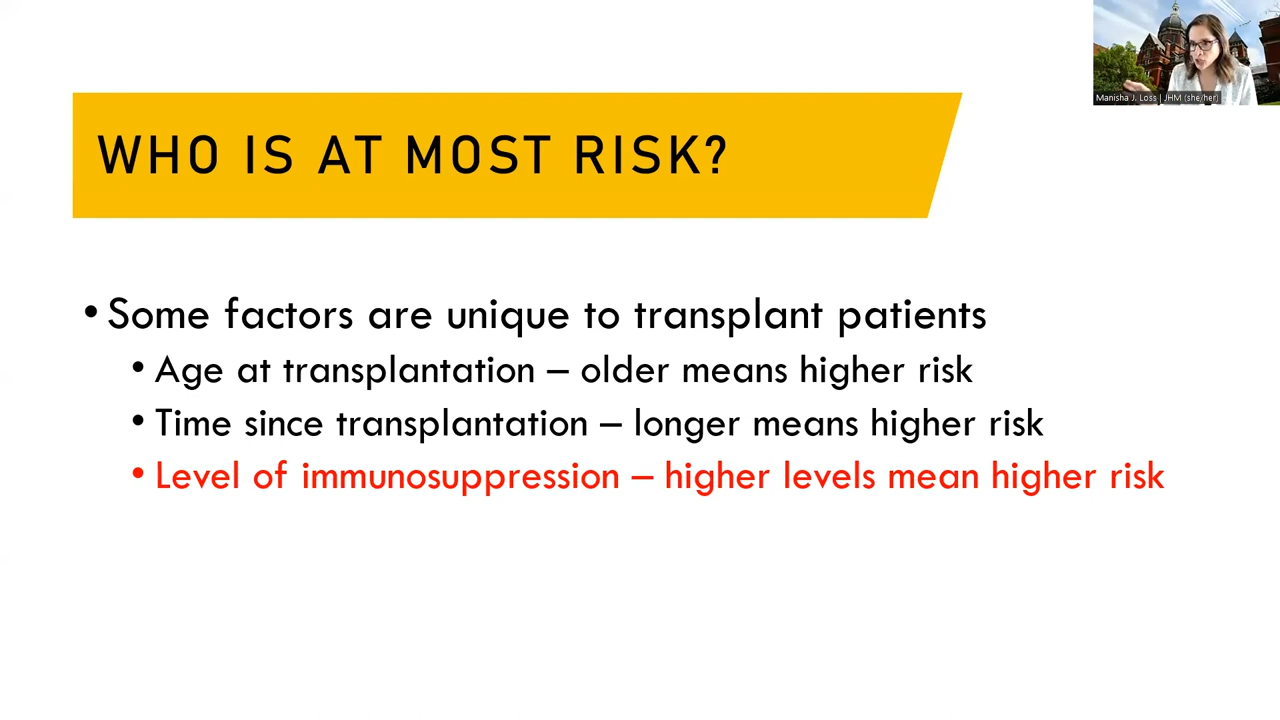 Manisha J. Loss | JHM (she/her)
WHO IS AT MOST RISK?
• Some factors are unique to transplant patients
• Age at transplantation – older means higher risk
• Time since transplantation – longer means higher risk
• Level of immunosuppression – higher levels mean higher risk